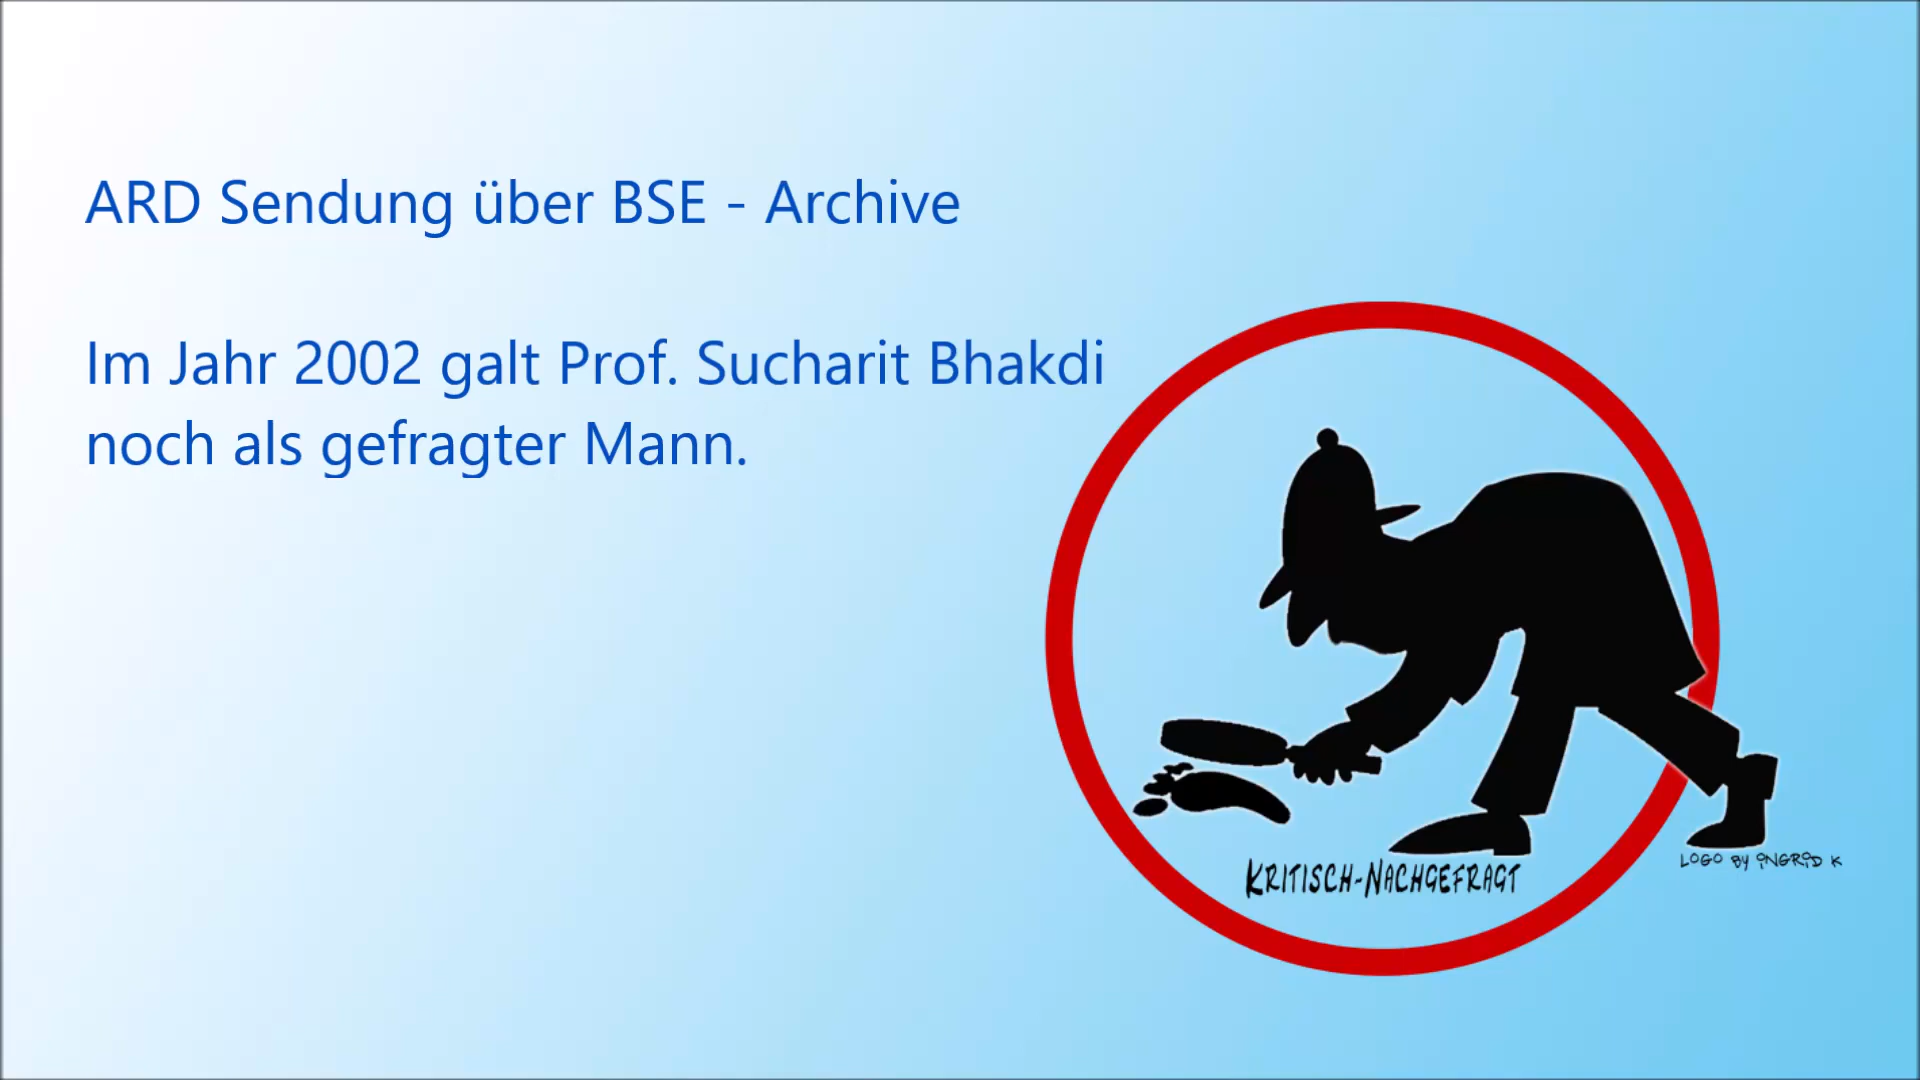 ARD Sendung über BSE - Archive
Im Jahr 2002 galt Prof. Sucharit Bhakdi
noch als gefragter Mann.
KRITISCH-NACHGEFRAGT
LOGO BY INGRID K